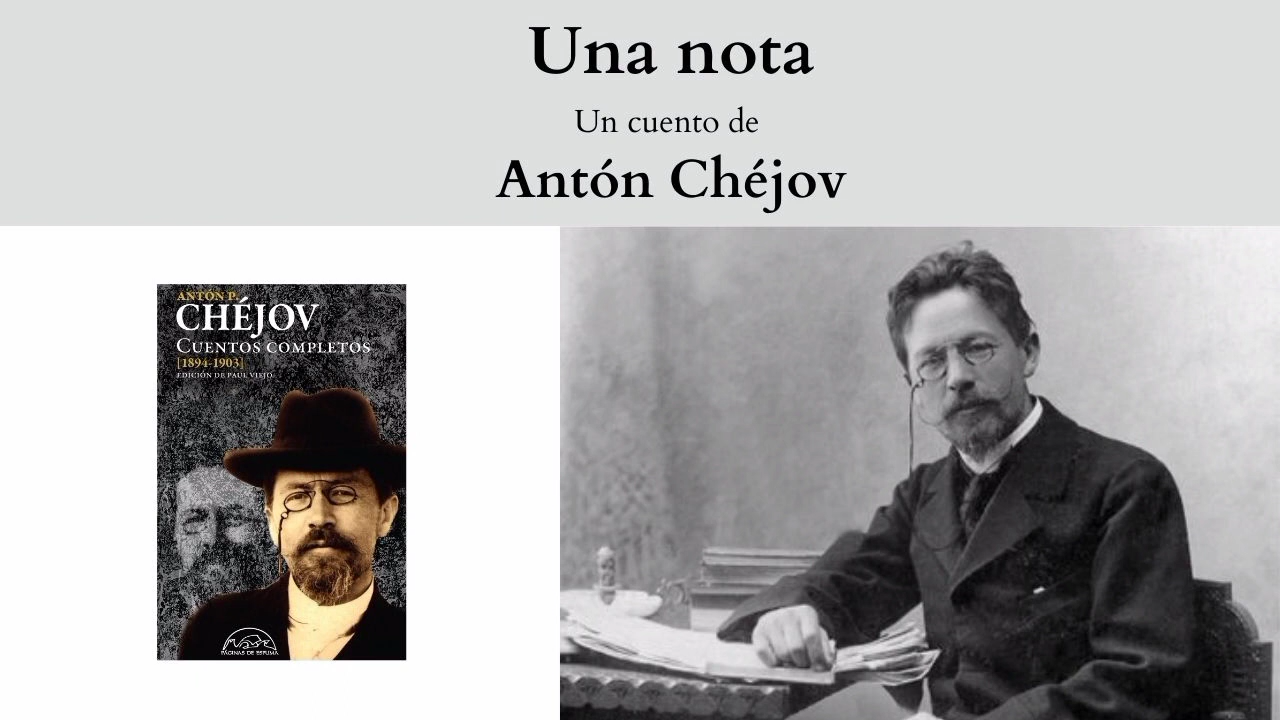 Una nota
Un cuento de
Antón Chéjov
ANTÓN P.
CHÉJOV
CUENTOS COMPLETOS
[1894-1903]
EDICIÓN DE PAUL VIEJO
PÁGINAS DE ESPUMA